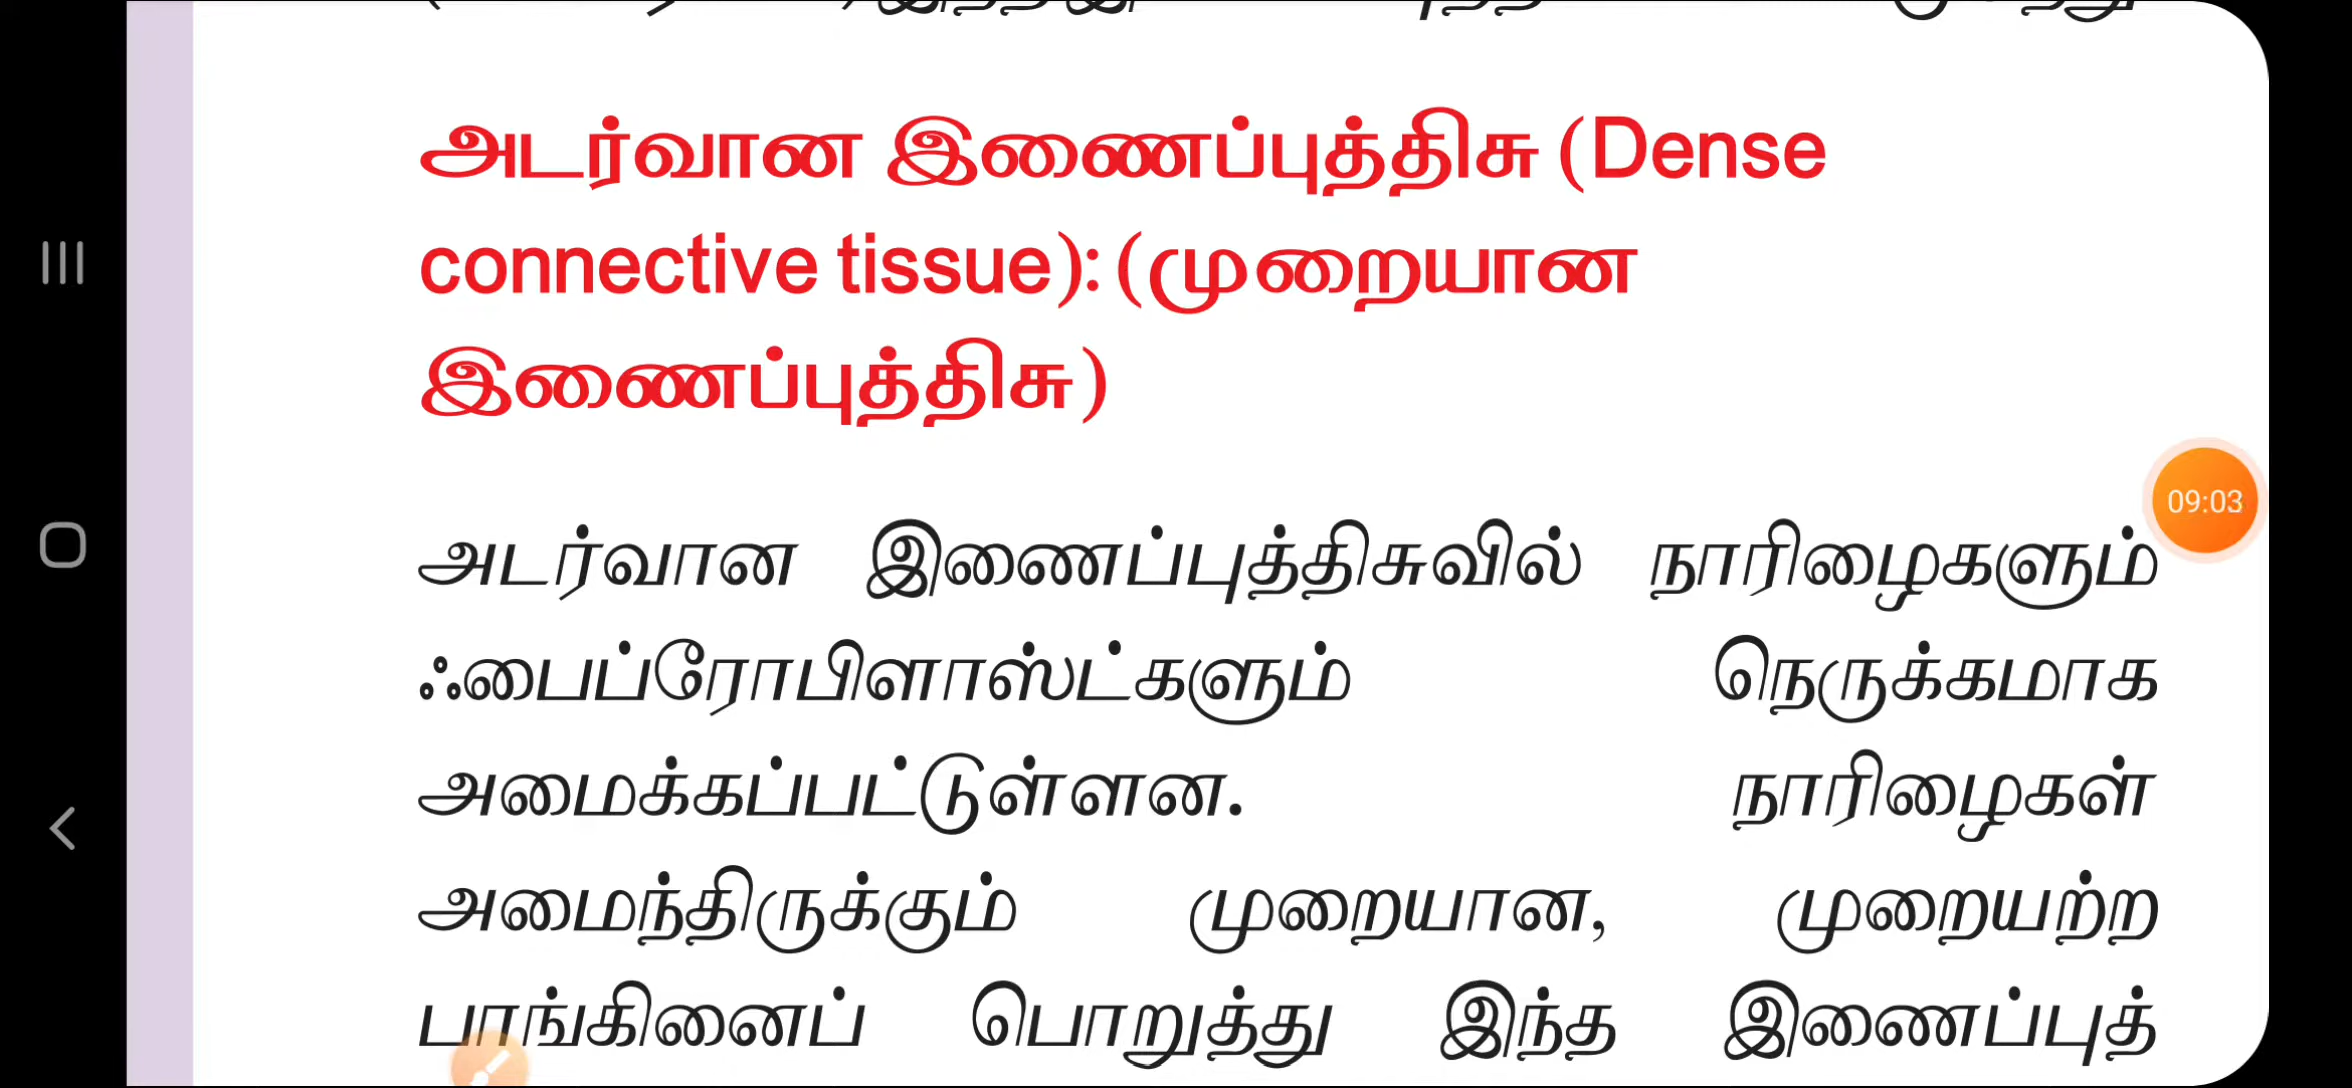 அடர்வான இணைப்புத்திசு (Dense
connective tissue): (முறையான
இணைப்புத்திசு)
அடர்வான இணைப்புத்திசுவில் நாரிழைகளும்
09:03
ஃபைப்ரோபிளாஸ்ட்களும் நெருக்கமாக
அமைக்கப்பட்டுள்ளன. நாரிழைகள்
அமைந்திருக்கும் முறையான, முறையற்ற
பாங்கினைப் பொறுத்து இந்த இணைப்புத்